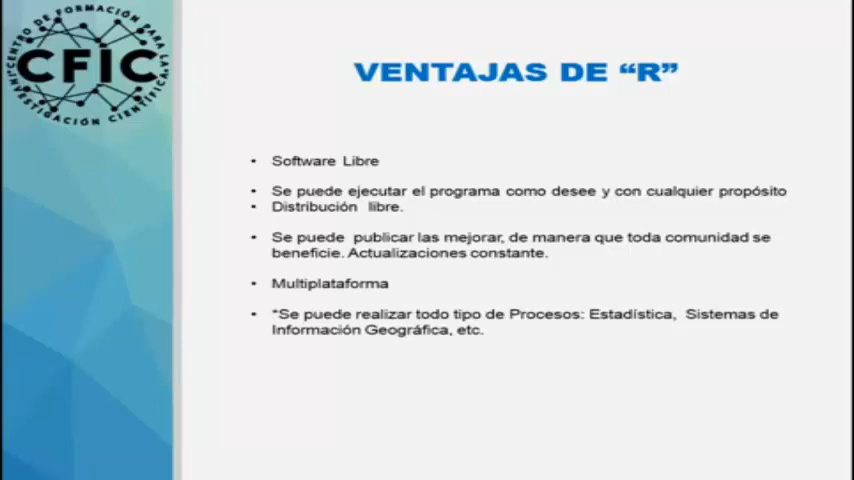 CENTRO DE FORMACIÓN PARA LA
INVESTIGACIÓN CIENTÍFICA
CFIC
VENTAJAS DE “R”
• Software Libre
• Se puede ejecutar el programa como desee y con cualquier propósito
• Distribución libre.
• Se puede publicar las mejorar, de manera que toda comunidad se
beneficie. Actualizaciones constante.
• Multiplataforma
• *Se puede realizar todo tipo de Procesos: Estadística, Sistemas de
Información Geográfica, etc.